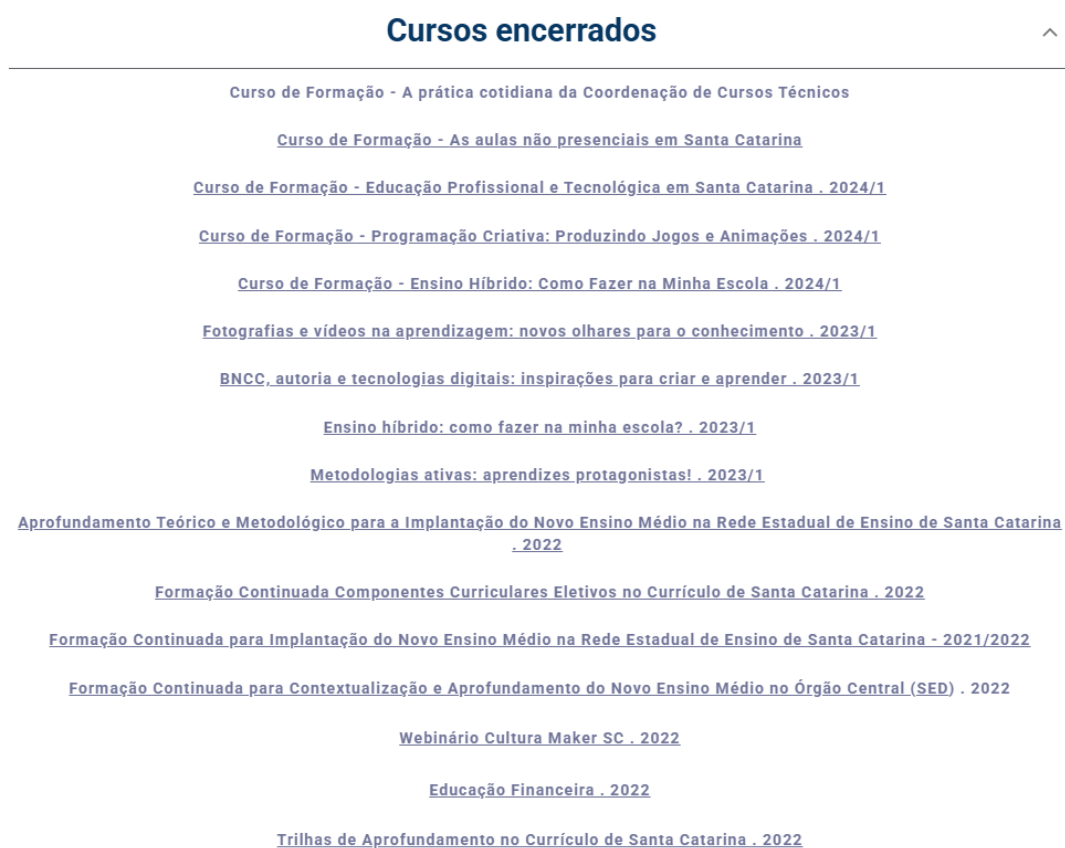 Cursos encerrados
Curso de Formação - A prática cotidiana da Coordenação de Cursos Técnicos
Curso de Formação - As aulas não presenciais em Santa Catarina
Curso de Formação - Educação Profissional e Tecnológica em Santa Catarina . 2024/1
Curso de Formação - Programação Criativa: Produzindo Jogos e Animações . 2024/1
Curso de Formação - Ensino Híbrido: Como Fazer na Minha Escola . 2024/1
Fotografias e vídeos na aprendizagem: novos olhares para o conhecimento . 2023/1
BNCC, autoria e tecnologias digitais: inspirações para criar e aprender . 2023/1
Ensino híbrido: como fazer na minha escola? . 2023/1
Metodologias ativas: aprendizes protagonistas! . 2023/1
Aprofundamento Teórico e Metodológico para a Implantação do Novo Ensino Médio na Rede Estadual de Ensino de Santa Catarina
. 2022
Formação Continuada Componentes Curriculares Eletivos no Currículo de Santa Catarina . 2022
Formação Continuada para Implantação do Novo Ensino Médio na Rede Estadual de Ensino de Santa Catarina - 2021/2022
Formação Continuada para Contextualização e Aprofundamento do Novo Ensino Médio no Órgão Central (SED) . 2022
Webinário Cultura Maker SC . 2022
Educação Financeira . 2022
Trilhas de Aprofundamento no Currículo de Santa Catarina . 2022